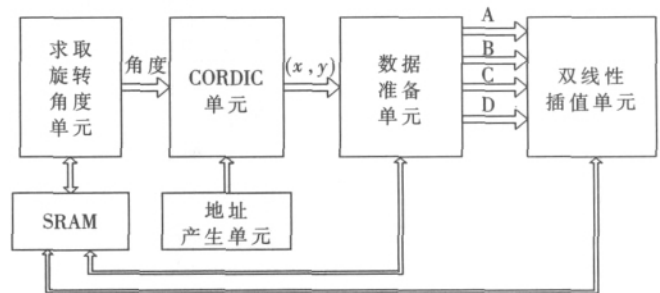 求取
旋转
角度
单元
角度
CORDIC
单元
(x,y)
数据
准备
单元
A
B
C
D
双线性
插值单元
SRAM
地址
产生单元